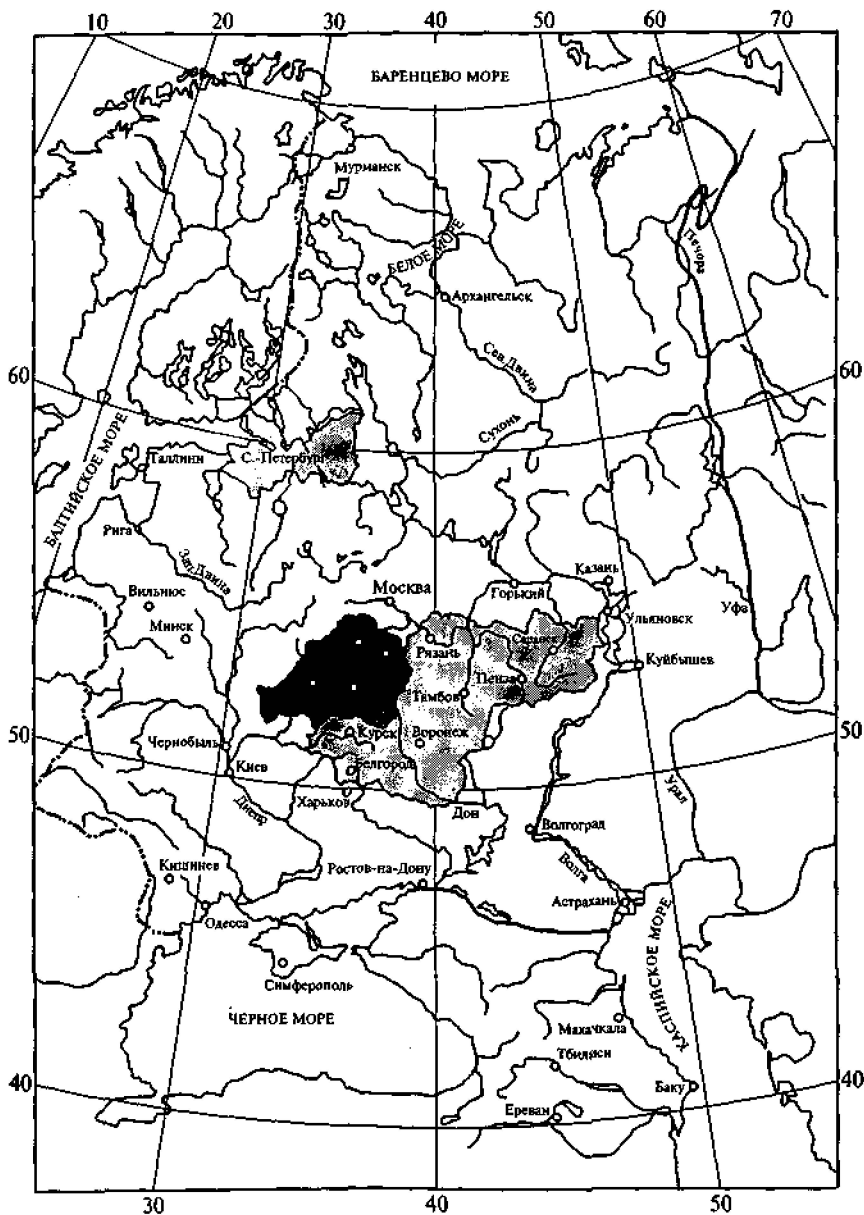 10 20 30 40 50 60 70
БАРЕНЦЕВО МОРЕ
Мурманск
Печора
БЕЛОЕ МОРЕ
Архангельск
Сев.Двина
60 60
Сухонь
БАЛТИЙСКОЕ МОРЕ
Таллинн С.-Петербург
Рига
Зап.Двина
Казань
Москва Горький
Вильнюс
Минск
Ульяновск Уфа
Саранск
Рязань
Куйбышев
Пенза
Тамбов
50 50
Курск Воронеж
Чернобыль
Киев
Белгород
Урал
Харьков
Днепр Дон
Волгоград
Кишинев Ростов-на-Дону
Волга
Астрахань
Одесса
КАСПИЙСКОЕ МОРЕ
Симферополь
ЧЕРНОЕ МОРЕ
Махачкала
Тбилиси
40 Баку 40
Ереван
30 40 50